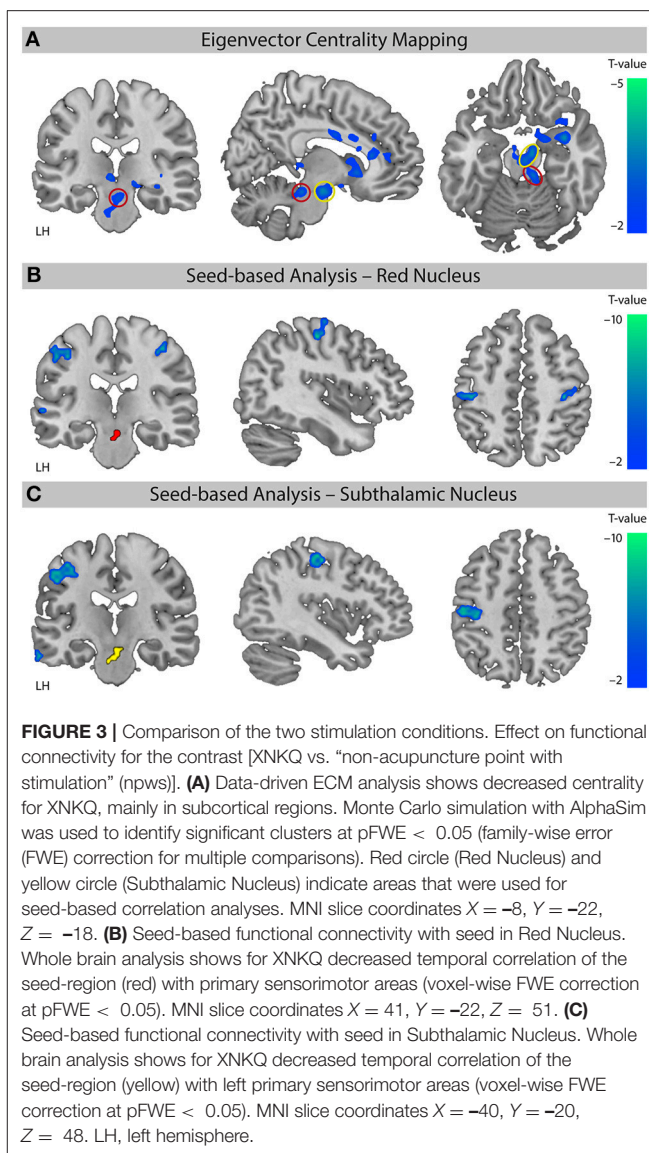 A
Eigenvector Centrality Mapping
T-value
−5
−2
LH
B
Seed-based Analysis – Red Nucleus
T-value
−10
−2
LH
C
Seed-based Analysis – Subthalamic Nucleus
T-value
−10
−2
LH
FIGURE 3 | Comparison of the two stimulation conditions. Effect on functional
connectivity for the contrast [XNKQ vs. “non-acupuncture point with
stimulation” (npws)]. (A) Data-driven ECM analysis shows decreased centrality
for XNKQ, mainly in subcortical regions. Monte Carlo simulation with AlphaSim
was used to identify significant clusters at pFWE < 0.05 (family-wise error
(FWE) correction for multiple comparisons). Red circle (Red Nucleus) and
yellow circle (Subthalamic Nucleus) indicate areas that were used for
seed-based correlation analyses. MNI slice coordinates X = –8, Y = –22,
Z = –18. (B) Seed-based functional connectivity with seed in Red Nucleus.
Whole brain analysis shows for XNKQ decreased temporal correlation of the
seed-region (red) with primary sensorimotor areas (voxel-wise FWE correction
at pFWE < 0.05). MNI slice coordinates X = 41, Y = –22, Z = 51. (C)
Seed-based functional connectivity with seed in Subthalamic Nucleus. Whole
brain analysis shows for XNKQ decreased temporal correlation of the
seed-region (yellow) with left primary sensorimotor areas (voxel-wise FWE
correction at pFWE < 0.05). MNI slice coordinates X = –40, Y = –20,
Z = 48. LH, left hemisphere.